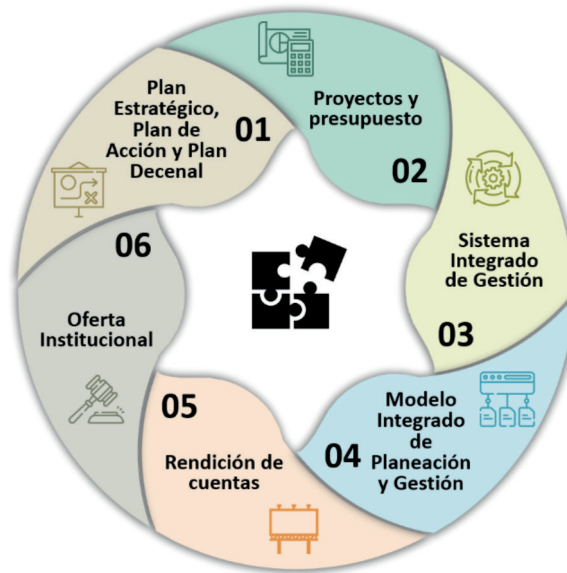 Plan
Estratégico,
Plan de
Acción y Plan
Decenal
01
Proyectos y
presupuesto
02
Sistema
Integrado
de Gestión
03
Modelo
Integrado
de
Planeación
y Gestión
04
Rendición de
cuentas
05
Oferta
Institucional
06